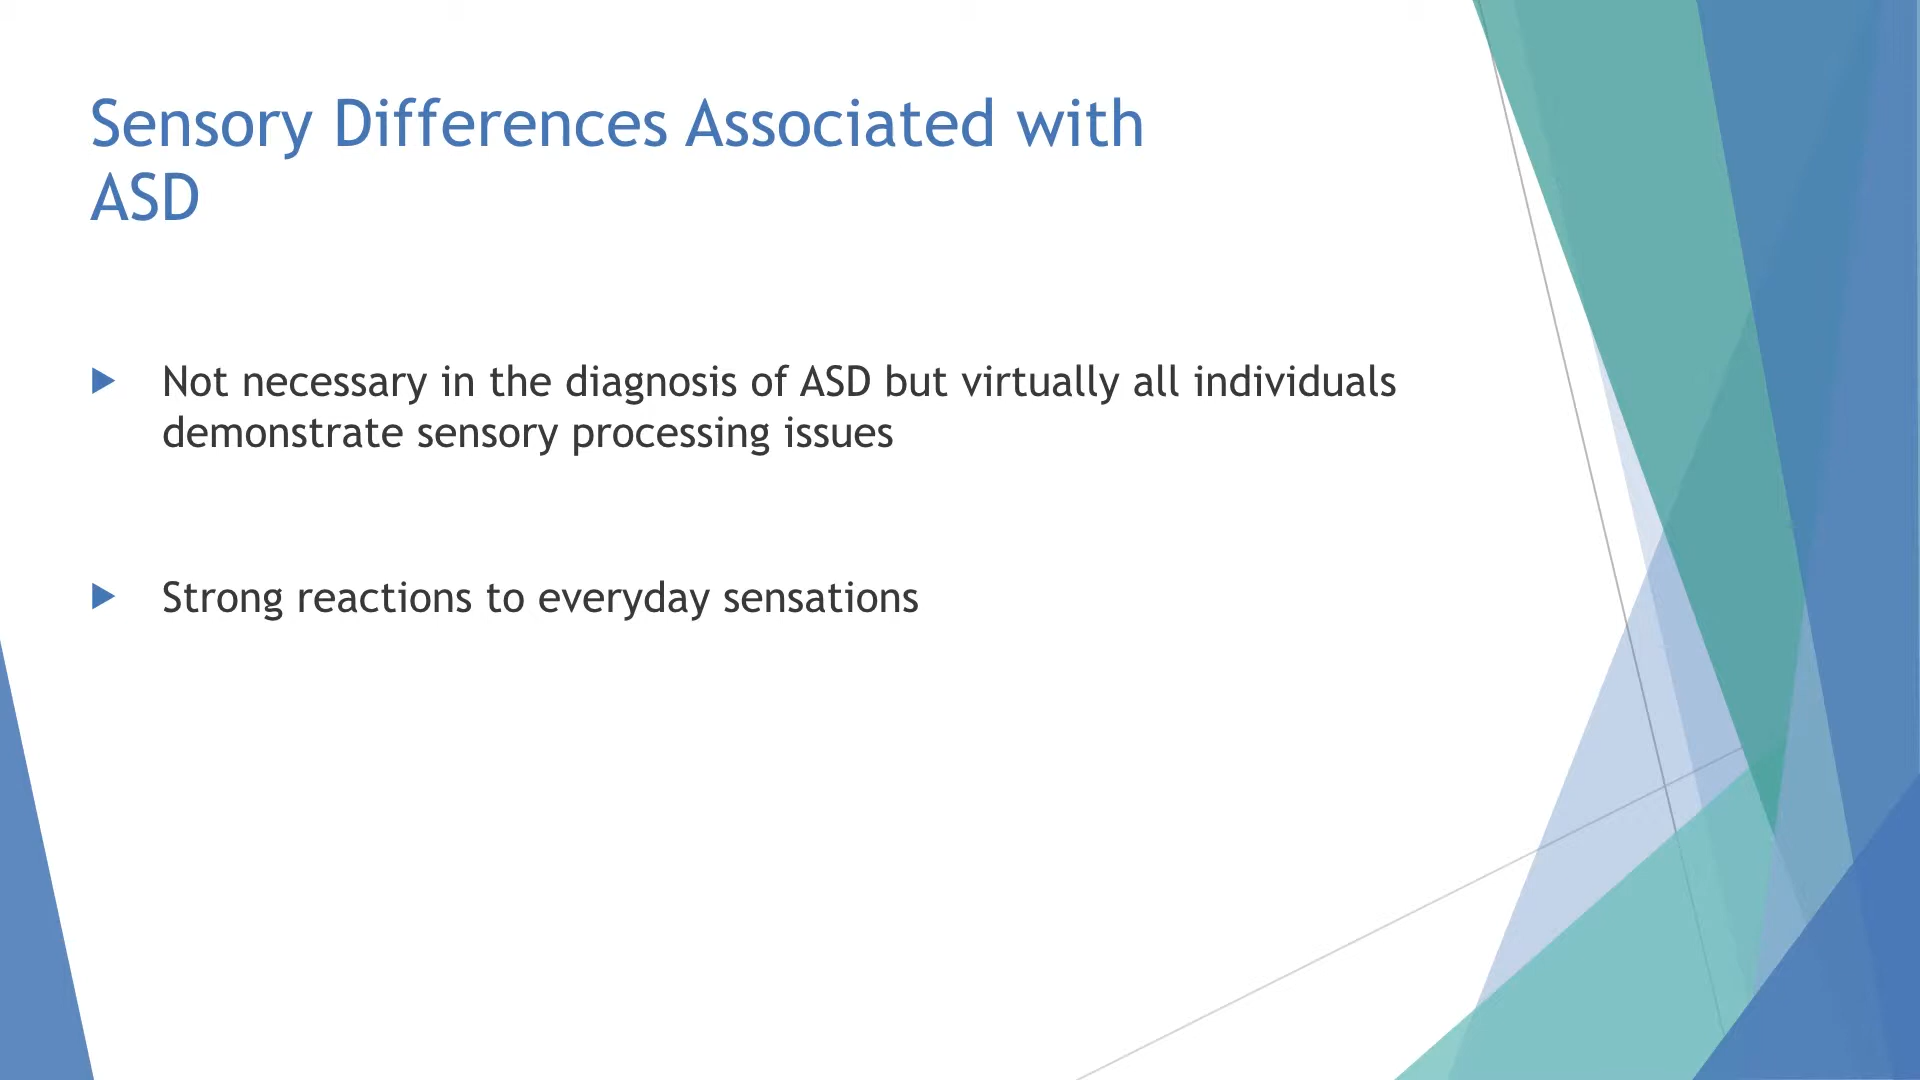 Sensory Differences Associated with
ASD
Not necessary in the diagnosis of ASD but virtually all individuals
demonstrate sensory processing issues
Strong reactions to everyday sensations